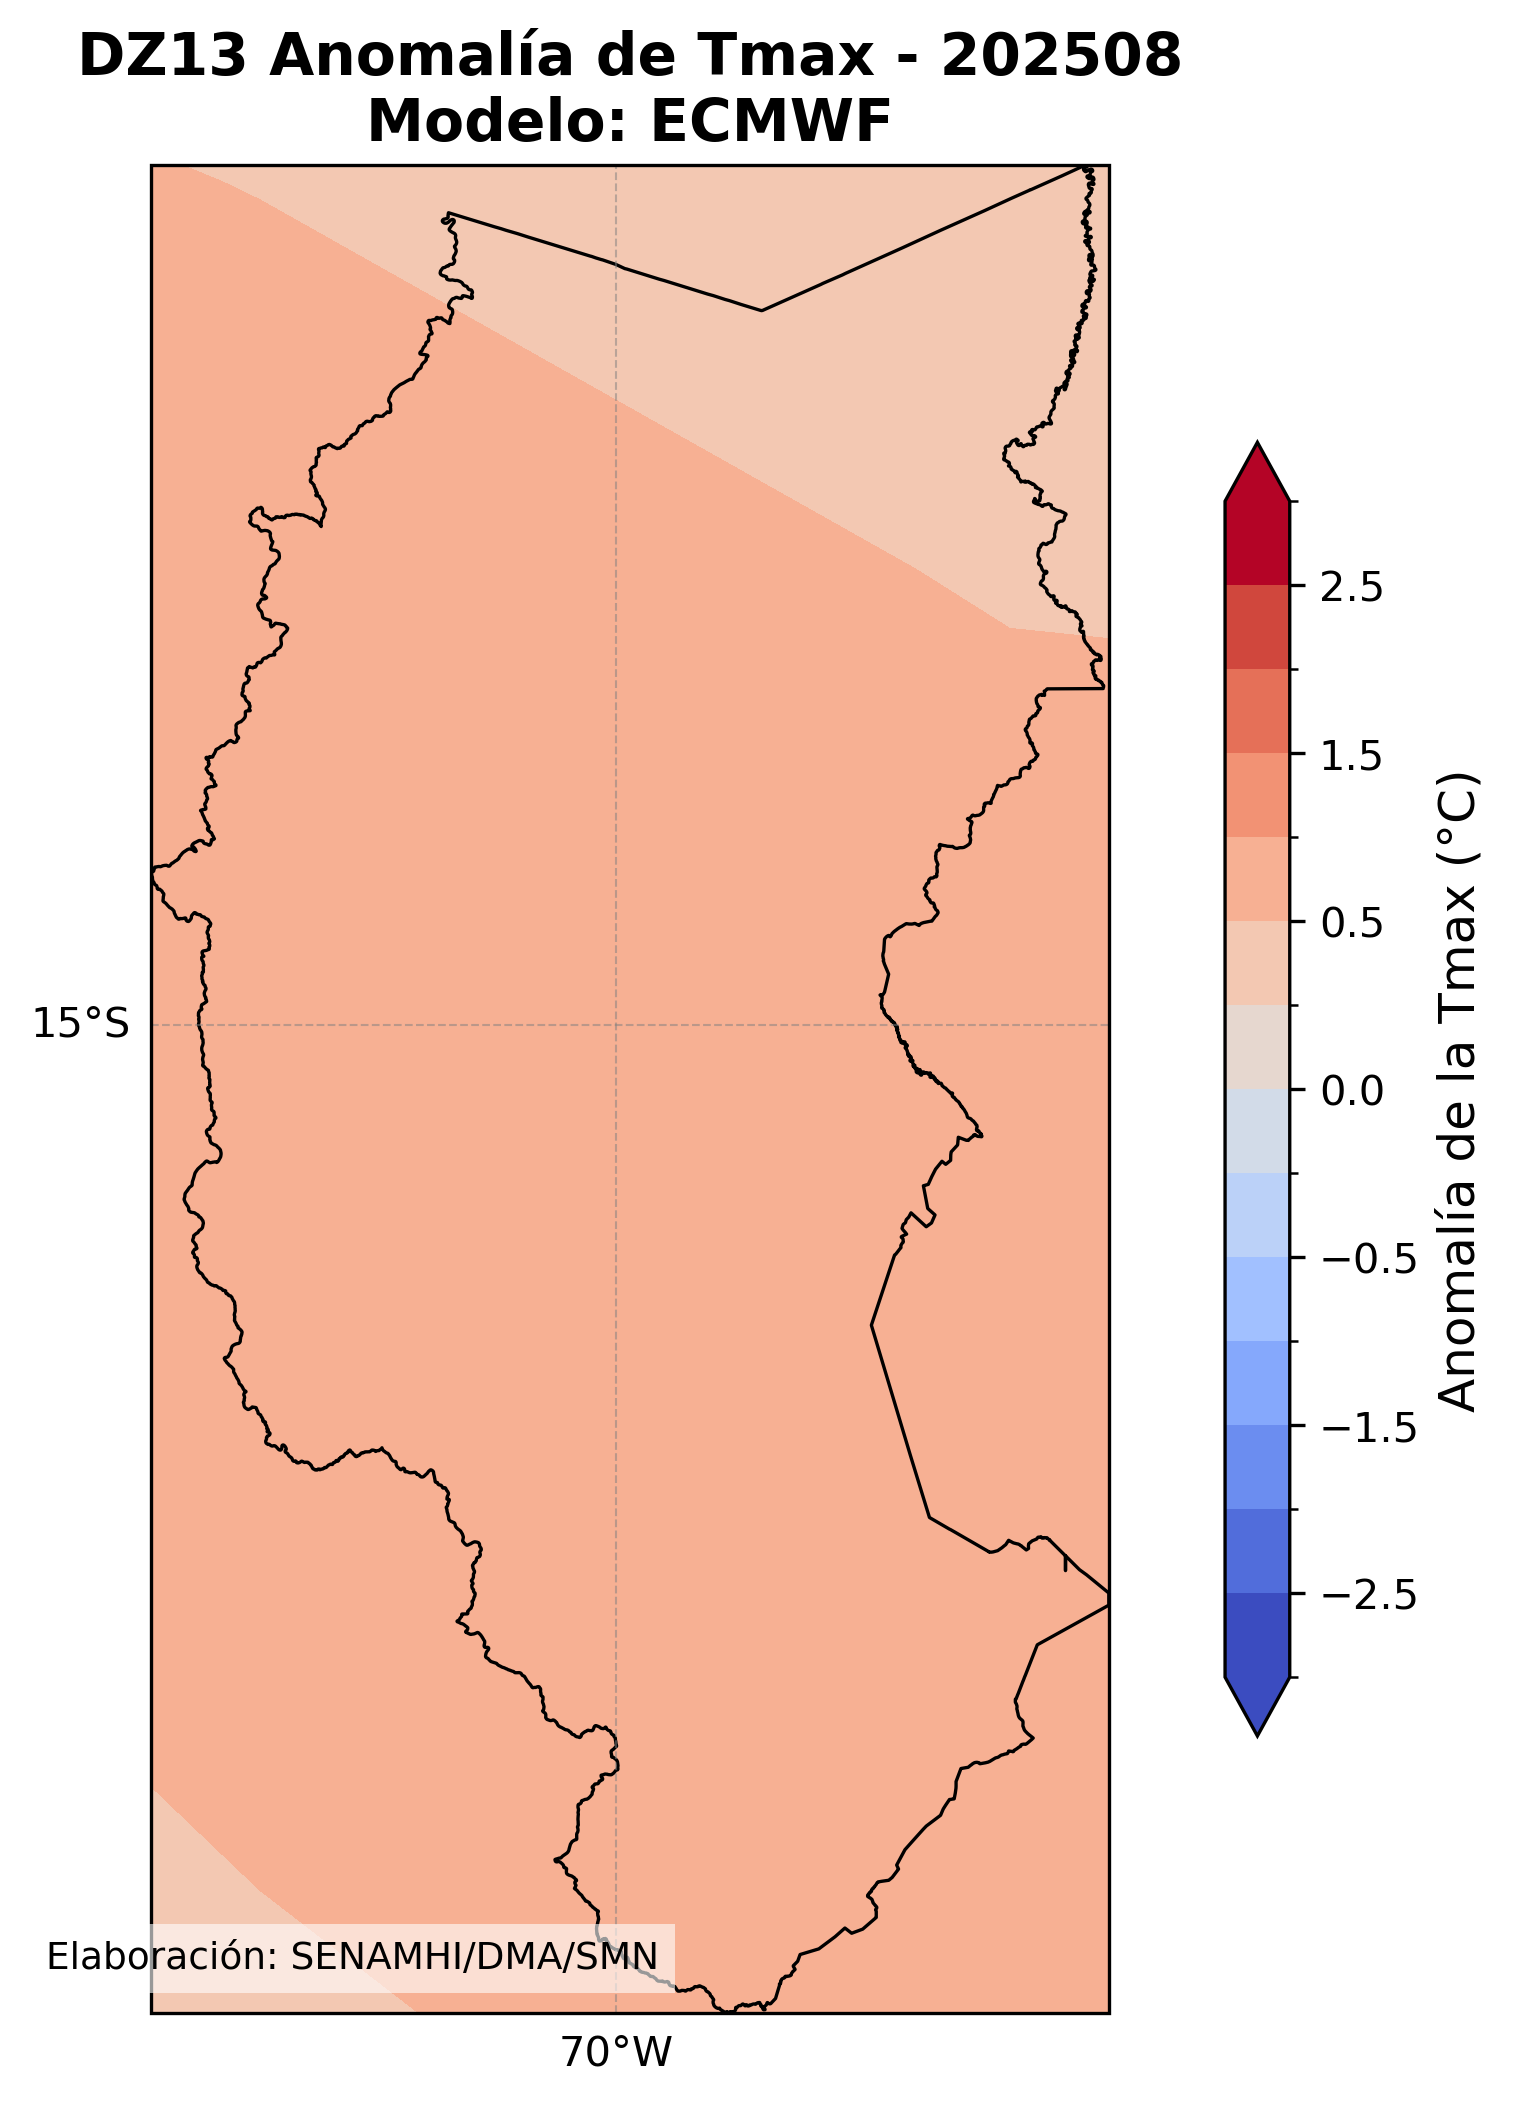 DZ13 Anomalía de Tmax - 202508
Modelo: ECMWF
2.5
1.5
0.5
0.0
−0.5
−1.5
−2.5
Anomalía de la Tmax (°C)
15°S
Elaboración: SENAMHI/DMA/SMN
70°W